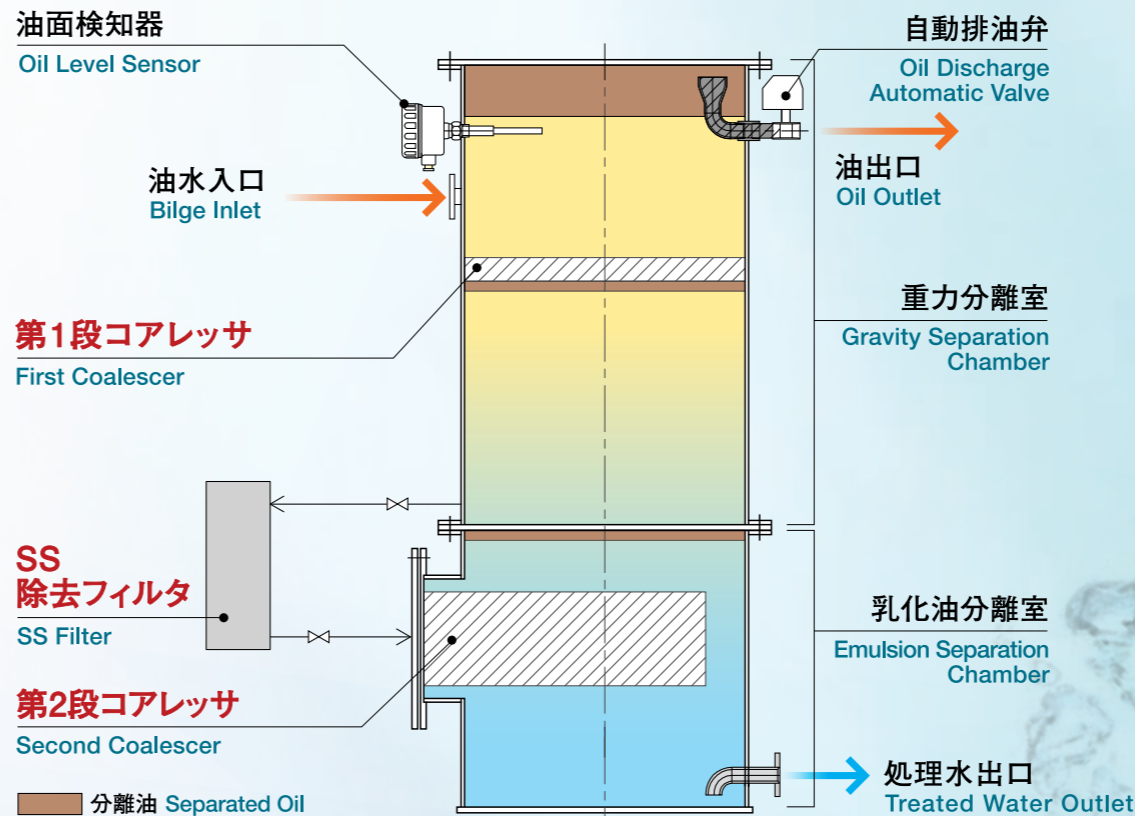 油面検知器
Oil Level Sensor
自動排油弁
Oil Discharge
Automatic Valve
油水入口
Bilge Inlet
油出口
Oil Outlet
第1段コアレッサ
First Coalescer
重力分離室
Gravity Separation
Chamber
SS
除去フィルタ
SS Filter
乳化油分離室
Emulsion Separation
Chamber
第2段コアレッサ
Second Coalescer
処理水出口
Treated Water Outlet
分離油 Separated Oil